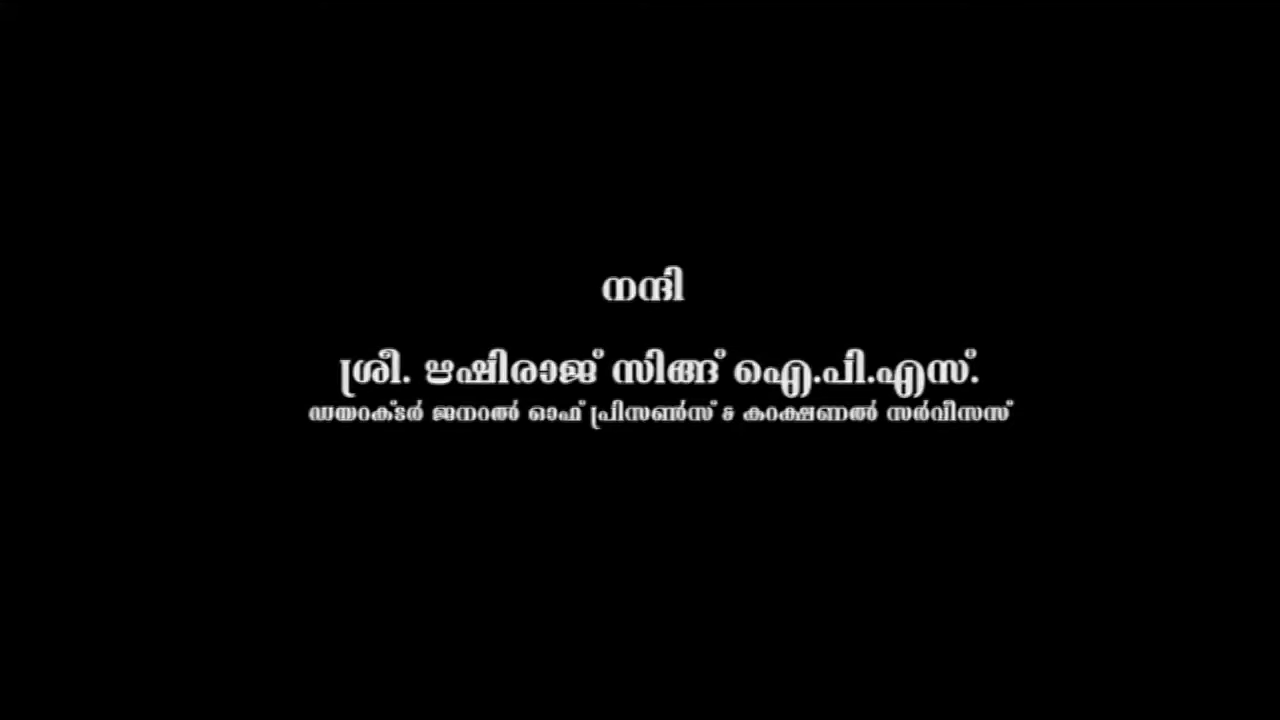 നന്ദി
ശ്രീ. ഋഷിരാജ് സിങ്ങ് ഐ.പി.എസ്.
ഡയറക്ടർ ജനറൽ ഓഫ് പ്രിസൺസ് & കറക്ഷണൽ സർവീസസ്